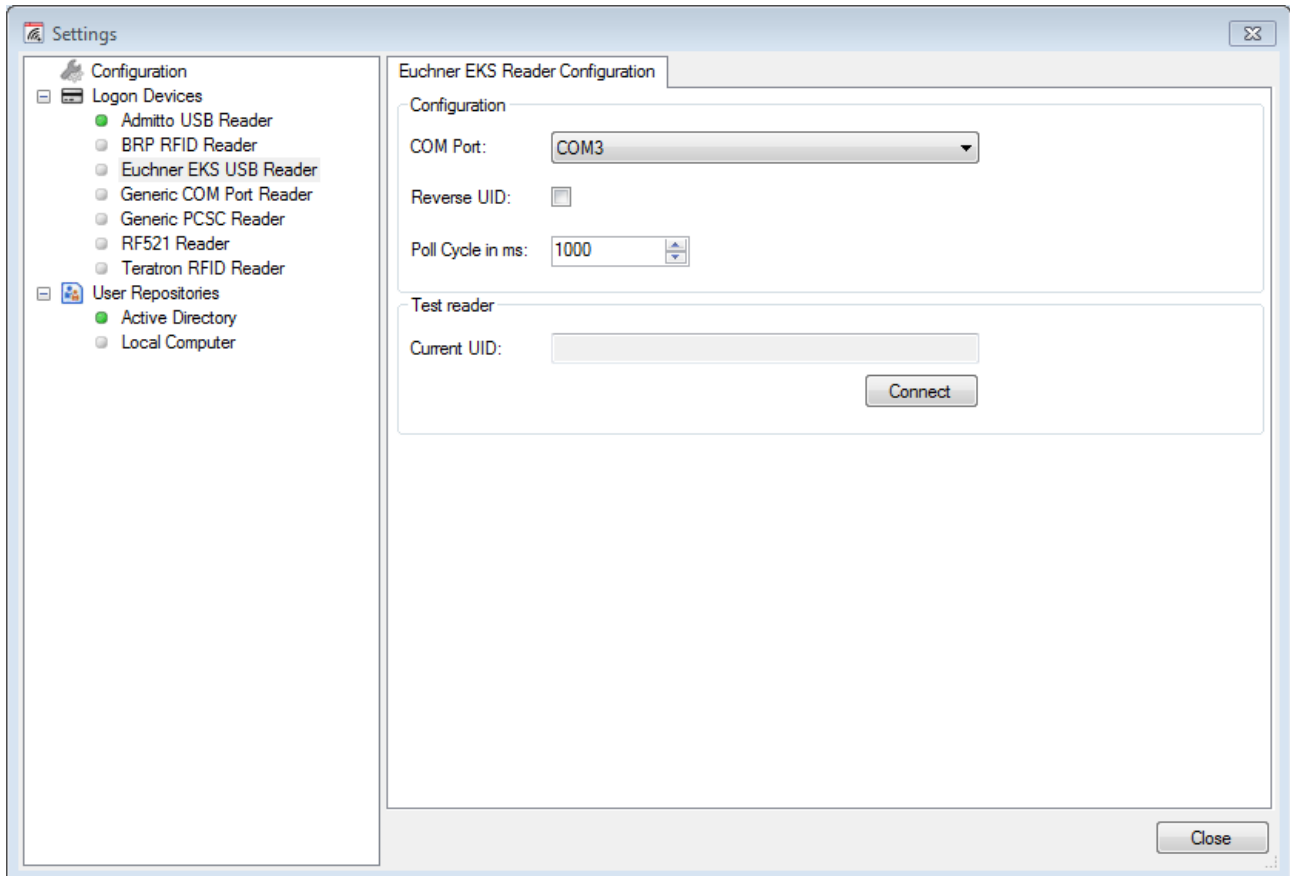 Settings
Configuration
Logon Devices
Admitto USB Reader
BRP RFID Reader
Euchner EKS USB Reader
Generic COM Port Reader
Generic PCSC Reader
RF521 Reader
Teratron RFID Reader
User Repositories
Active Directory
Local Computer
Euchner EKS Reader Configuration
Configuration
COM Port: COM3
Reverse UID:
Poll Cycle in ms: 1000
Test reader
Current UID:
Connect
Close